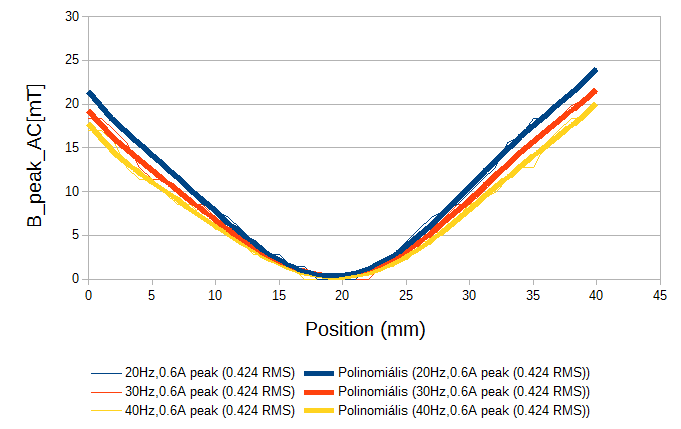 30
25
20
15
10
5
0
B_peak_AC[mT]
0 5 10 15 20 25 30 35 40 45
Position (mm)
20Hz,0.6A peak (0.424 RMS) Polinomiális (20Hz,0.6A peak (0.424 RMS))
30Hz,0.6A peak (0.424 RMS) Polinomiális (30Hz,0.6A peak (0.424 RMS))
40Hz,0.6A peak (0.424 RMS) Polinomiális (40Hz,0.6A peak (0.424 RMS))